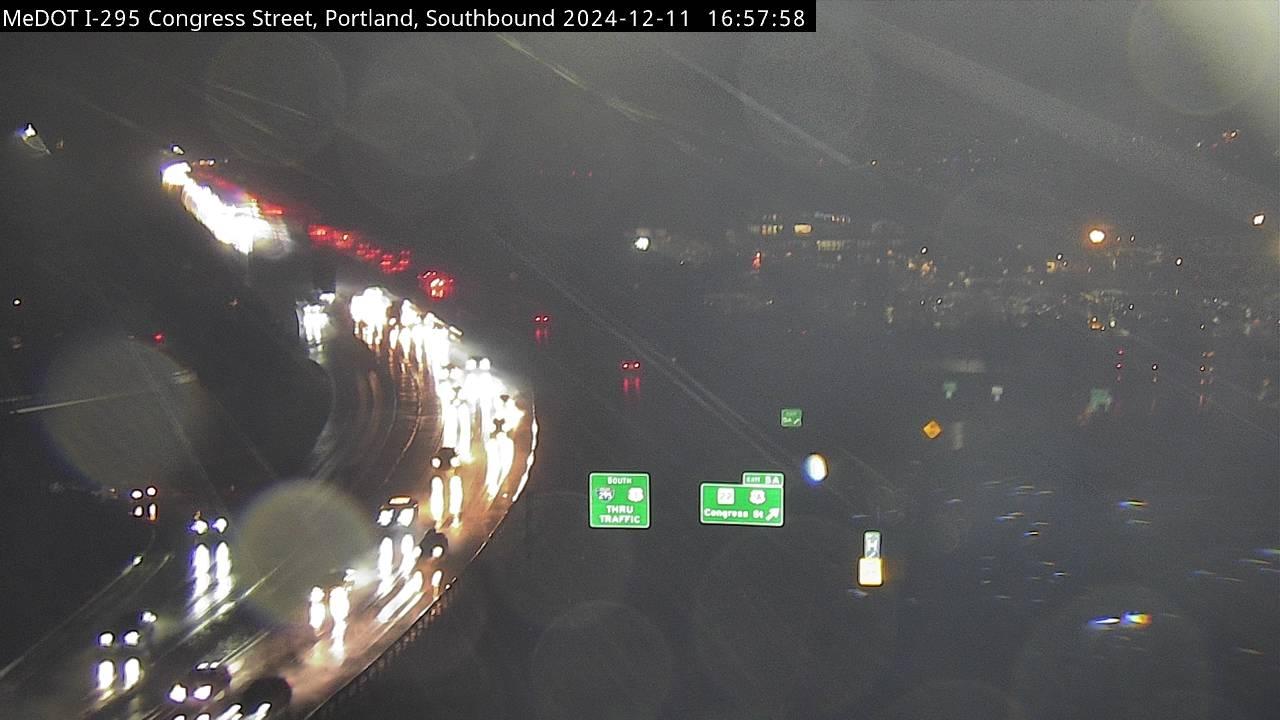 MeDOT I-295 Congress Street, Portland, Southbound 2024-12-11 16:57:58
SOUTH
295
THRU
TRAFFIC
EXIT 5A
22
Congress St